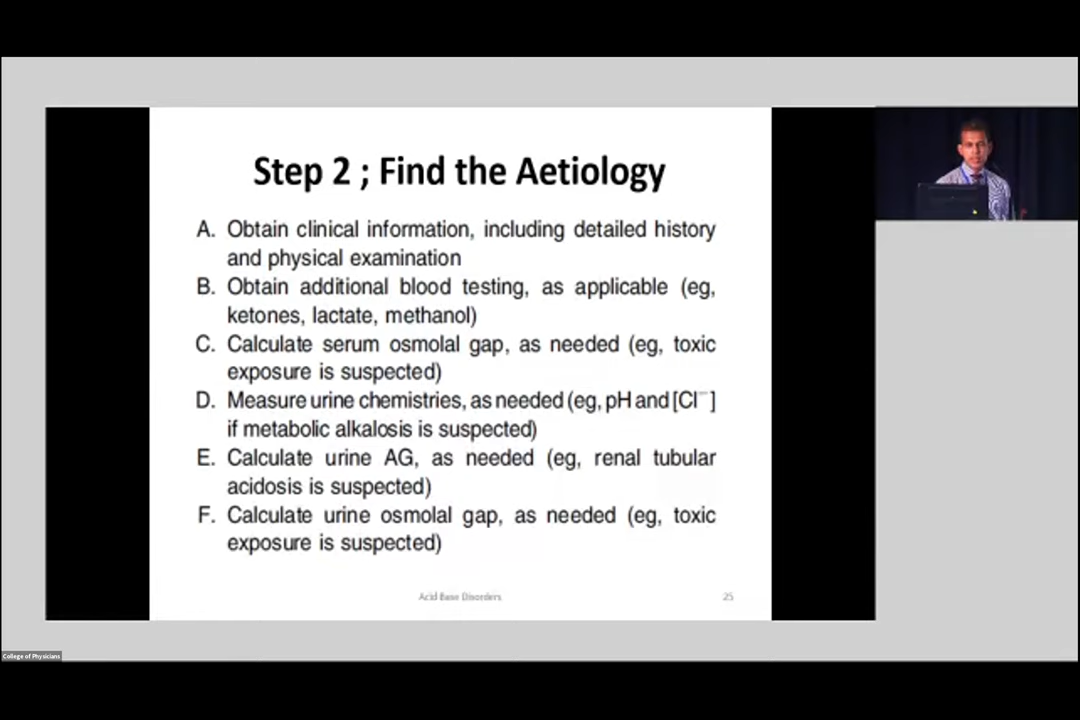 Step 2 ; Find the Aetiology
A. Obtain clinical information, including detailed history
and physical examination
B. Obtain additional blood testing, as applicable (eg,
ketones, lactate, methanol)
C. Calculate serum osmolal gap, as needed (eg, toxic
exposure is suspected)
D. Measure urine chemistries, as needed (eg, pH and [Cl⁻]
if metabolic alkalosis is suspected)
E. Calculate urine AG, as needed (eg, renal tubular
acidosis is suspected)
F. Calculate urine osmolal gap, as needed (eg, toxic
exposure is suspected)
Acid Base Disorders
25
College of Physicians